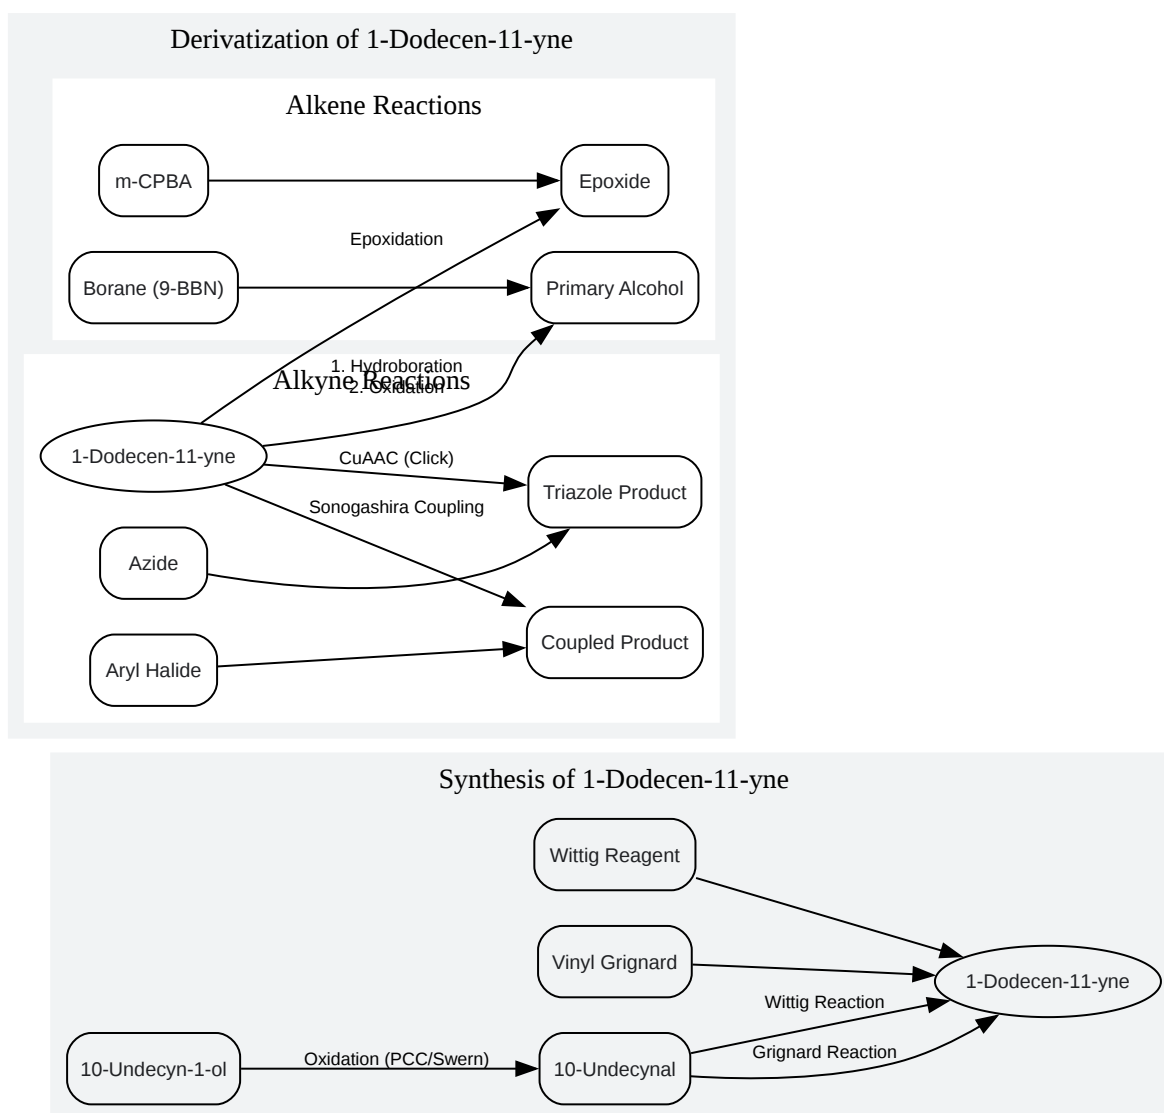 Derivatization of 1-Dodecen-11-yne
Alkene Reactions
m-CPBA
Epoxide
Epoxidation
Borane (9-BBN)
Primary Alcohol
1. Hydroboration
2. Oxidation
Alkyne Reactions
1-Dodecen-11-yne
CuAAC (Click)
Triazole Product
Sonogashira Coupling
Azide
Coupled Product
Aryl Halide
Synthesis of 1-Dodecen-11-yne
Wittig Reagent
Vinyl Grignard
1-Dodecen-11-yne
Wittig Reaction
Grignard Reaction
10-Undecyn-1-ol
Oxidation (PCC/Swern)
10-Undecynal